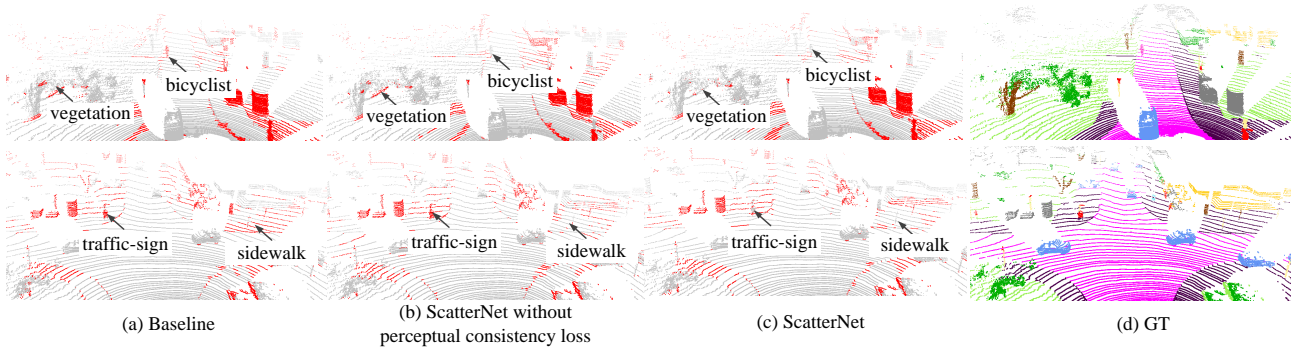 bicyclist
vegetation
bicyclist
vegetation
bicyclist
vegetation
traffic-sign
sidewalk
traffic-sign
sidewalk
traffic-sign
sidewalk
(a) Baseline
(b) ScatterNet without
perceptual consistency loss
(c) ScatterNet
(d) GT